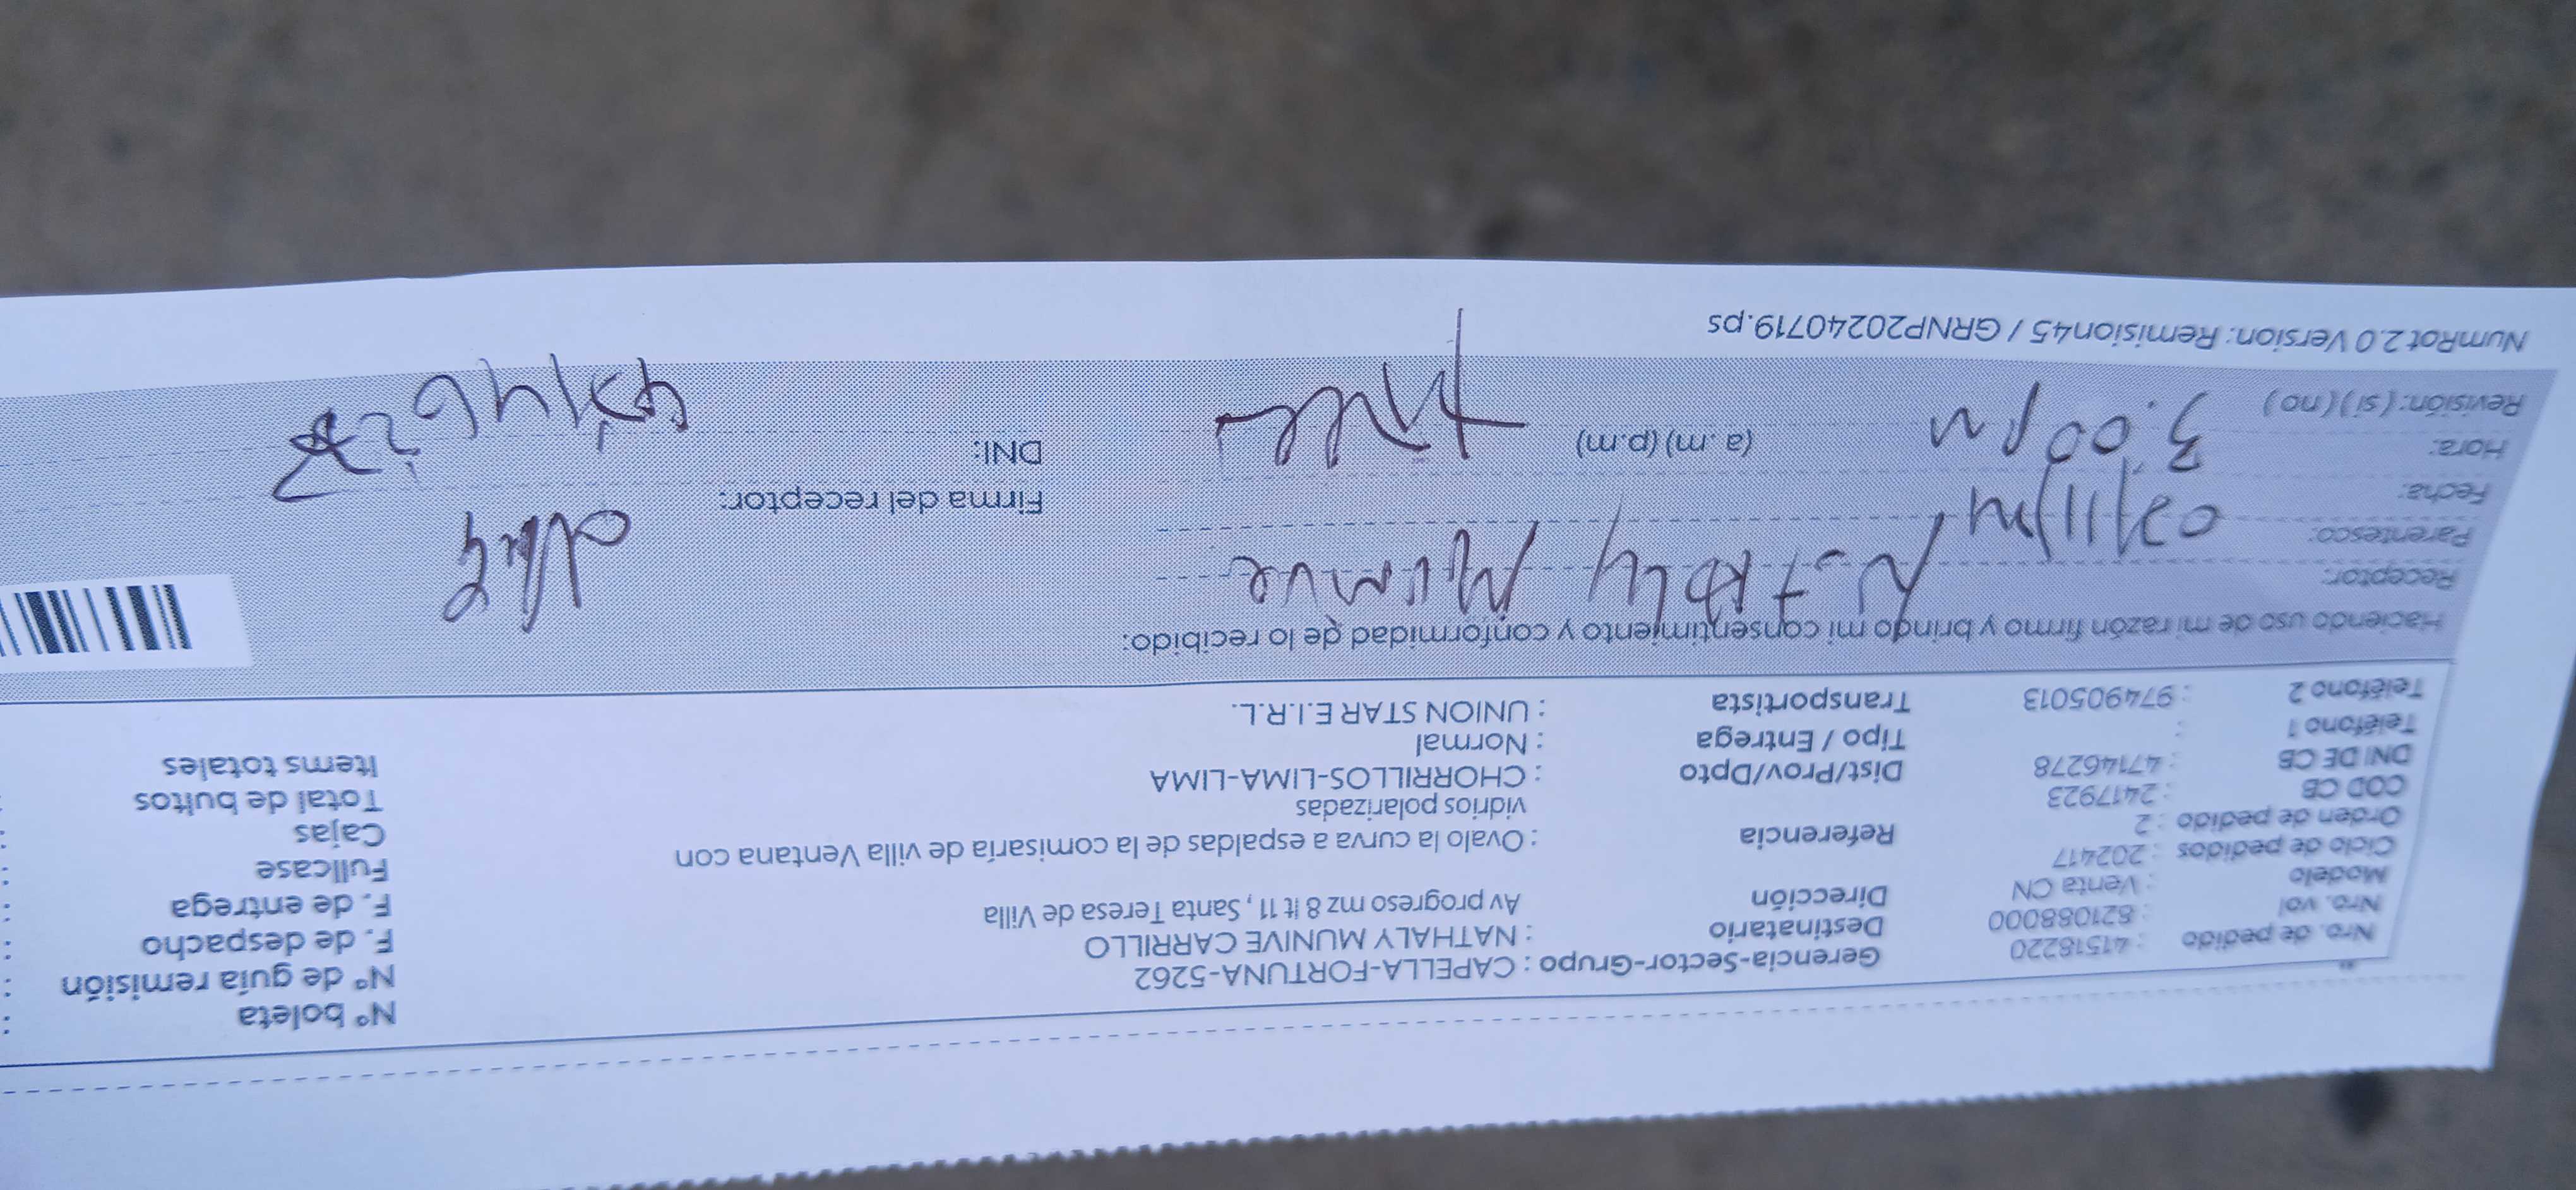 Nº boleta :
Nº de guía remisión :
F. de despacho :
F. de entrega :
Fullcase :
Cajas :
Total de bultos :
Items totales :
Nro. de pedido : 41518220
Nro. vol : 821088000
Modelo : Venta CN
Ciclo de pedidos : 202417
Orden de pedido : 2
COD CB : 2417923
DNI DE CB : 47146278
Teléfono 1 :
Teléfono 2 : 974905013
Gerencia-Sector-Grupo : CAPELLA-FORTUNA-5262
Destinatario : NATHALY MUNIVE CARRILLO
Dirección Av progreso mz 8 lt 11 , Santa Teresa de Villa
Referencia : Ovalo la curva a espaldas de la comisaría de villa Ventana con
vidrios polarizadas
Dist/Prov/Dpto : CHORRILLOS-LIMA-LIMA
Tipo / Entrega : Normal
Transportista : UNION STAR E.I.R.L.
Haciendo uso de mi razón firmo y brindo mi consentimiento y conformidad de lo recibido:
Receptor: Munive
Parentesco:
Fecha:
Hora: 3:00 pm (a .m) (p.m)
Revisión: ( si ) ( no )
Firma del receptor:
DNI:
NumRot 2.0 Version: Remision45 / GRNP20240719.ps